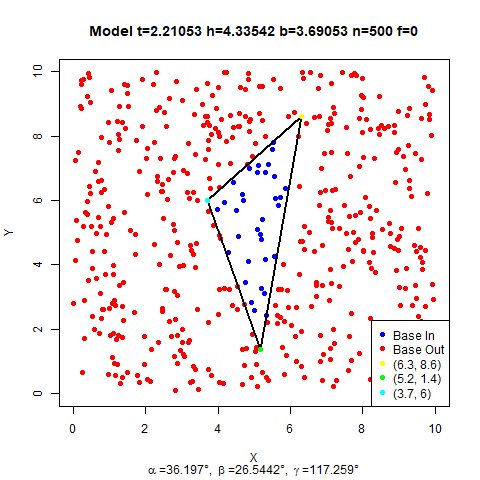 Model t=2.21053 h=4.33542 b=3.69053 n=500 f=0
10
8
6
4
2
0
Y
Base In
Base Out
(6.3, 8.6)
(5.2, 1.4)
(3.7, 6)
0 2 4 6 8 10
X
α=36.197°, β=26.5442°, γ=117.259°